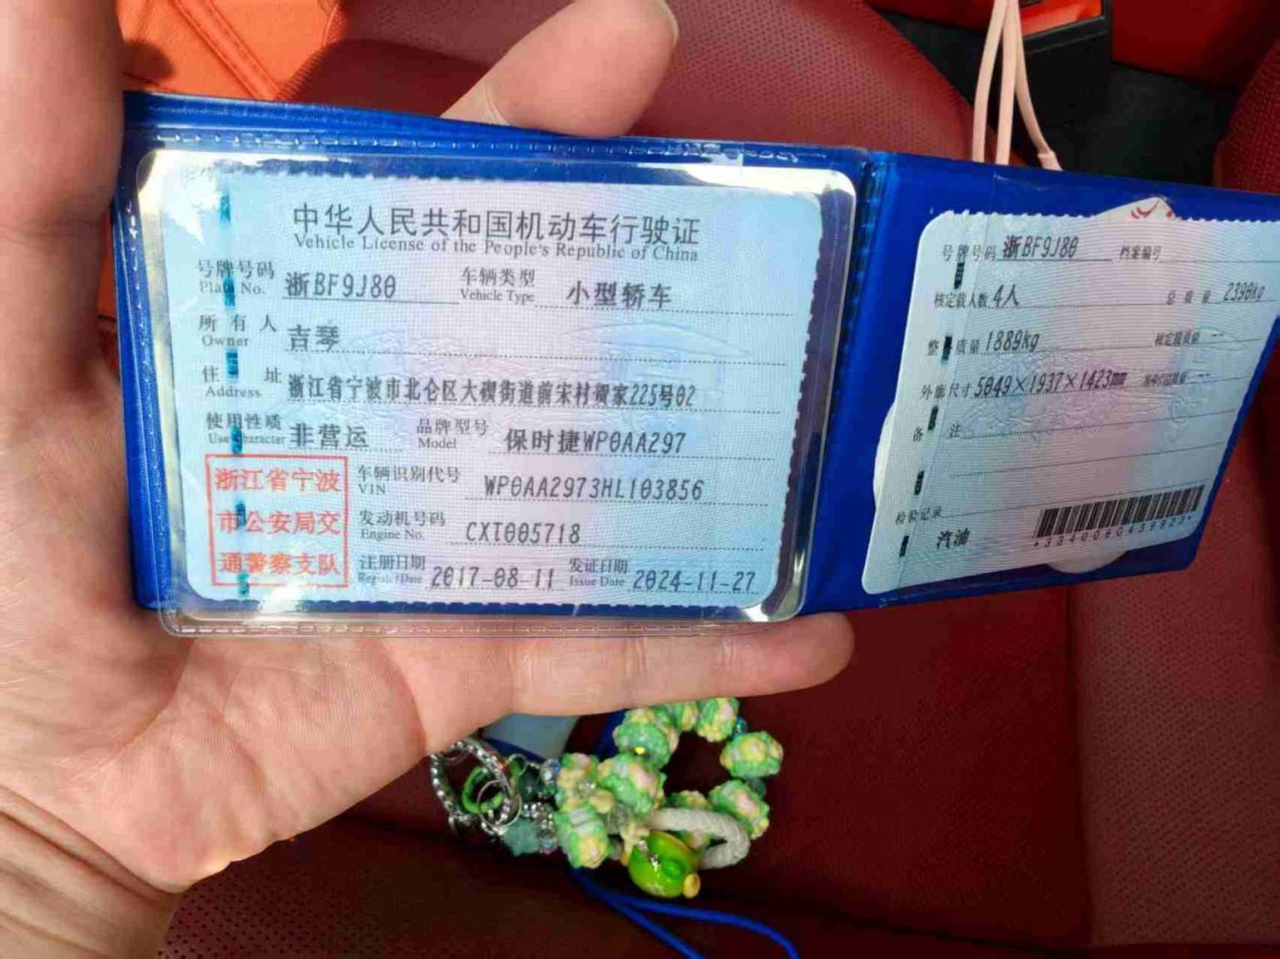 中华人民共和国机动车行驶证
Vehicle License of the People's Republic of China
号牌号码 浙BF9J80 车辆类型 小型轿车
Plate No. Vehicle Type
所有人 吉琴
Owner
住址 浙江省宁波市北仑区大碶街道前宋村贺家225号02
Address
使用性质 非营运 品牌型号 保时捷WP0AA297
Use Character Model
浙江省宁波
市公安局交
通警察支队
车辆识别代号 WP0AA2973HL103856
VIN
发动机号码 CXT005718
Engine No.
注册日期 2017-08-11 发证日期 2024-11-27
Register Date Issue Date
号牌号码 浙BF9J80 档案编号
核定载人数 4人 总质量 2390kg
整备质量 1889kg 核定载质量 --
外廓尺寸 5049×1937×1423mm --
备注
检验记录
汽油